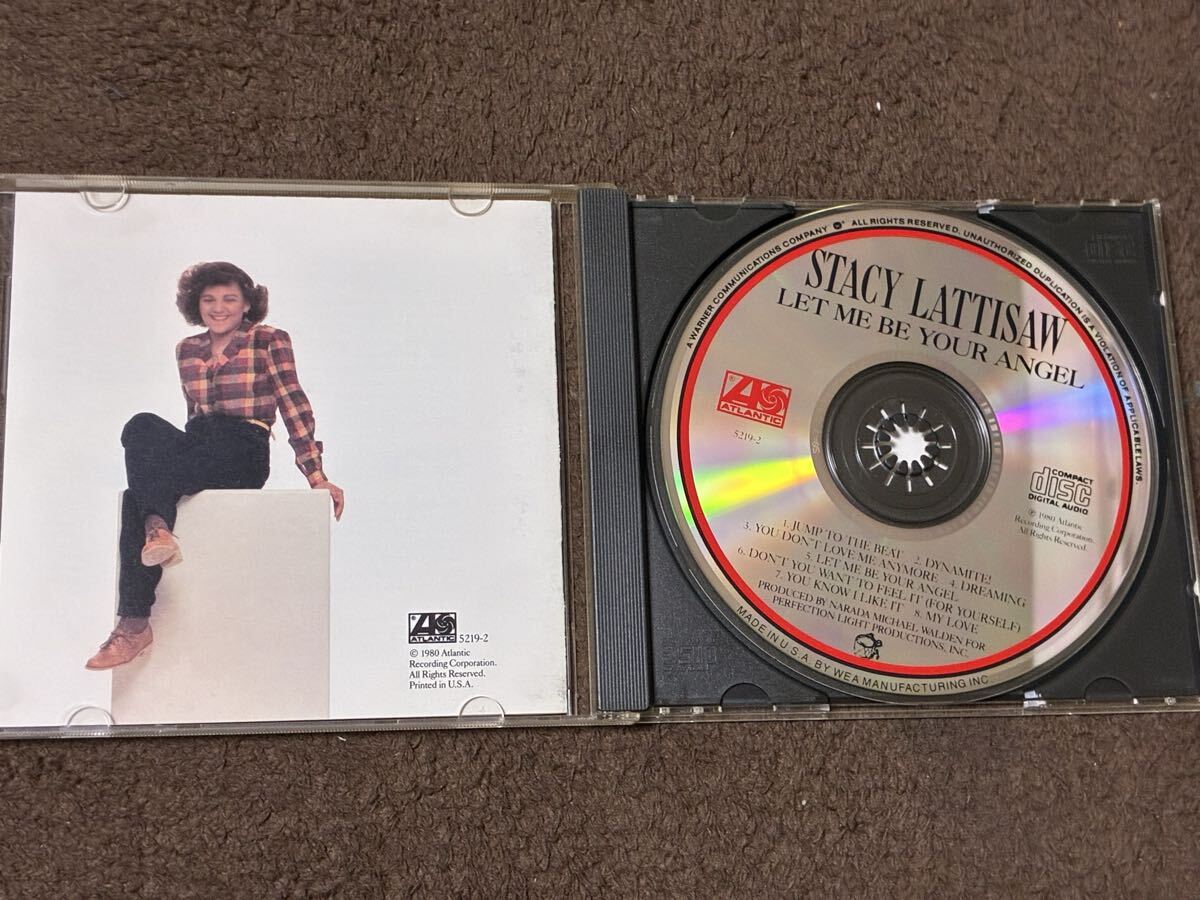 ATLANTIC 5219-2
© 1980 Atlantic
Recording Corporation.
All Rights Reserved.
Printed in U.S.A.
A WARNER COMMUNICATIONS COMPANY ALL RIGHTS RESERVED. UNAUTHORIZED DUPLICATION IS A VIOLATION OF APPLICABLE LAWS.
STACY LATTISAW
LET ME BE YOUR ANGEL
®
ATLANTIC
5219-2
COMPACT
disc
DIGITAL AUDIO
℗ 1980 Atlantic
Recording Corporation.
All Rights Reserved.
1. JUMP TO THE BEAT 2. DYNAMITE!
3. YOU DON'T LOVE ME ANYMORE 4. DREAMING
5. LET ME BE YOUR ANGEL
6. DON'T YOU WANT TO FEEL IT (FOR YOURSELF)
7. YOU KNOW I LIKE IT 8. MY LOVE
PRODUCED BY NARADA MICHAEL WALDEN FOR
PERFECTION LIGHT PRODUCTIONS, INC.
MADE IN U.S.A. BY WEA MANUFACTURING INC.